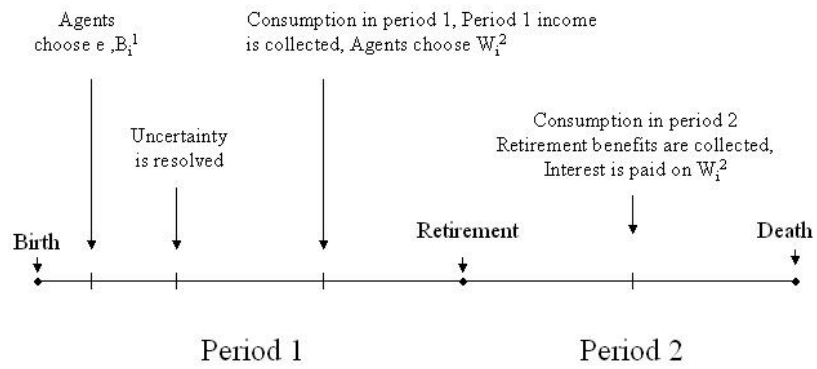 Agents
choose e ,B_i^1
Consumption in period 1, Period 1 income
is collected, Agents choose W_i^2
Uncertainty
is resolved
Consumption in period 2
Retirement benefits are collected,
Interest is paid on W_i^2
Birth
Retirement
Death
Period 1
Period 2